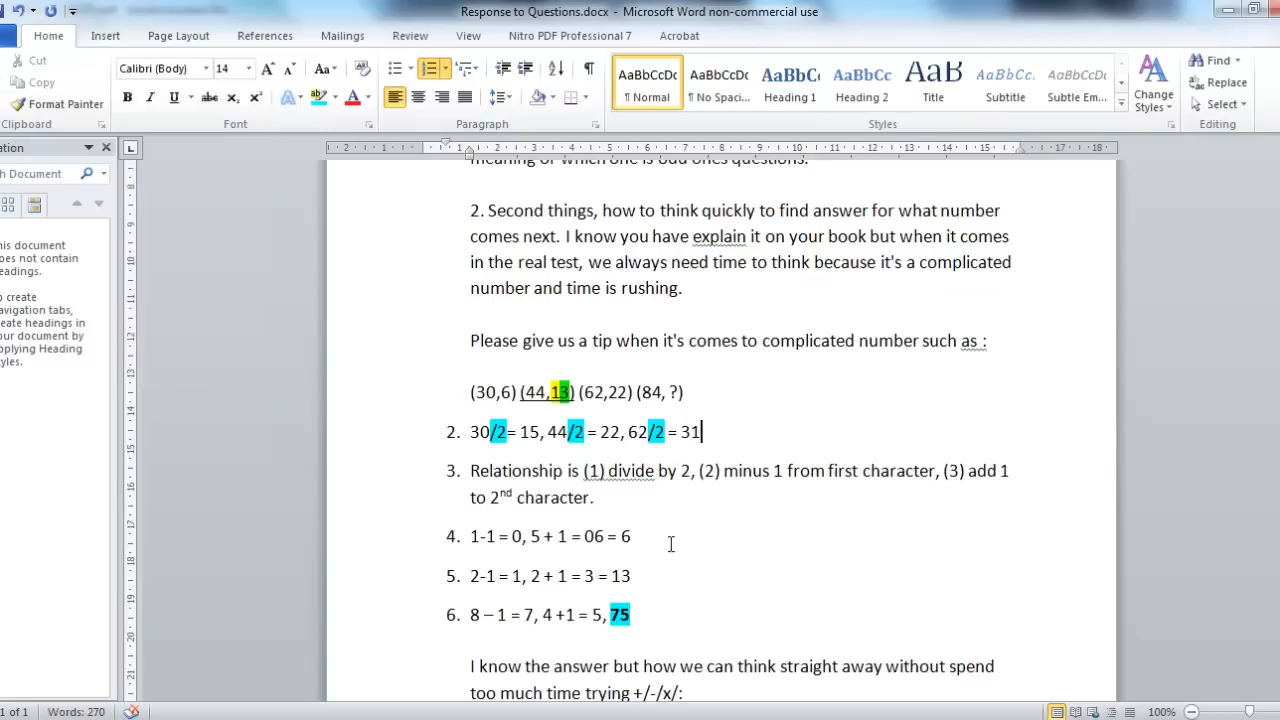 Response to Questions.docx - Microsoft Word non-commercial use
Home Insert Page Layout References Mailings Review View Nitro PDF Professional 7 Acrobat
Cut
Copy
Format Painter
Clipboard
Calibri (Body) 14
Font
Paragraph
AaBbCcDc AaBbCcDc AaBbC AaBbCc AaB AaBbCc. AaBbCcDc
¶ Normal ¶ No Spaci... Heading 1 Heading 2 Title Subtitle Subtle Em...
Change
Styles
Styles
Find
Replace
Select
Editing
ation
h Document
his document
oes not contain
eadings.
o create
avigation tabs,
eate headings in
our document by
pplying Heading
tyles.
meaning or which one is odd ones questions.
2. Second things, how to think quickly to find answer for what number
comes next. I know you have explain it on your book but when it comes
in the real test, we always need time to think because it's a complicated
number and time is rushing.
Please give us a tip when it's comes to complicated number such as :
(30,6) (44,13) (62,22) (84, ?)
2. 30/2= 15, 44/2 = 22, 62/2 = 31
3. Relationship is (1) divide by 2, (2) minus 1 from first character, (3) add 1
to 2nd character.
4. 1-1 = 0, 5 + 1 = 06 = 6
5. 2-1 = 1, 2 + 1 = 3 = 13
6. 8 – 1 = 7, 4 +1 = 5, 75
I know the answer but how we can think straight away without spend
too much time trying +/-/x/:
1 of 1 Words: 270 100%